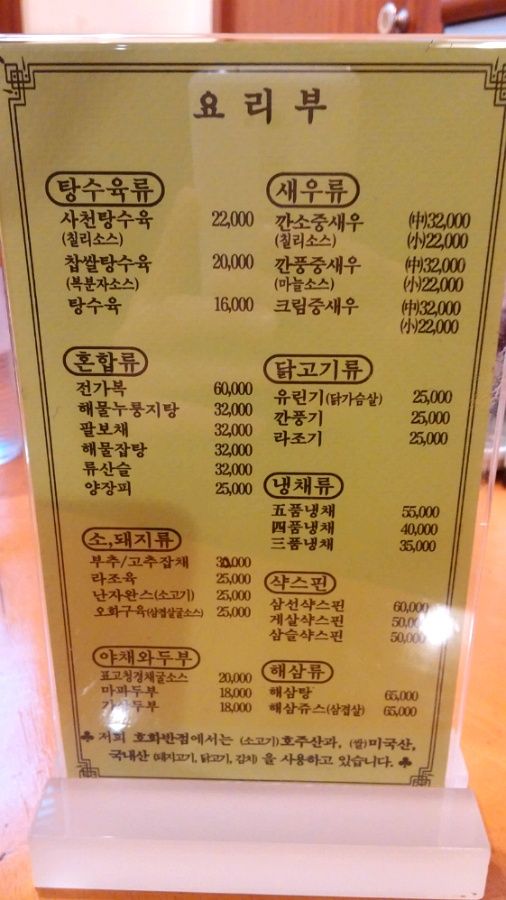 요리부
탕수육류
사천탕수육 22,000
(칠리소스)
찹쌀탕수육 20,000
(복분자소스)
탕수육 16,000
혼합류
전가복 60,000
해물누룽지탕 32,000
팔보채 32,000
해물잡탕 32,000
류산슬 32,000
양장피 25,000
소,돼지류
부추/고추잡채
라조육 25,000
난자완스(소고기) 25,000
오화구육(삼겹살굴소스) 25,000
야채와두부
표고청경채굴소스 20,000
마파두부 18,000
두부 18,000
새우류
깐소중새우 (中)32,000
(칠리소스) (小)22,000
깐풍중새우 (中)32,000
(마늘소스) (小)22,000
크림중새우 (中)32,000
(小)22,000
닭고기류
유린기(닭가슴살) 25,000
깐풍기 25,000
라조기 25,000
냉채류
五품냉채 55,000
四품냉채 40,000
三품냉채 35,000
샥스핀
삼선샥스핀 60,000
게살샥스핀 50,000
삼슬샥스핀 50,000
해삼류
해삼탕 65,000
해삼쥬스(삼겹살) 65,000
♣ 저희 호화반점에서는 (소고기)호주산과, (쌀)미국산,
국내산 (돼지고기, 닭고기, 김치) 을 사용하고 있습니다. ♣